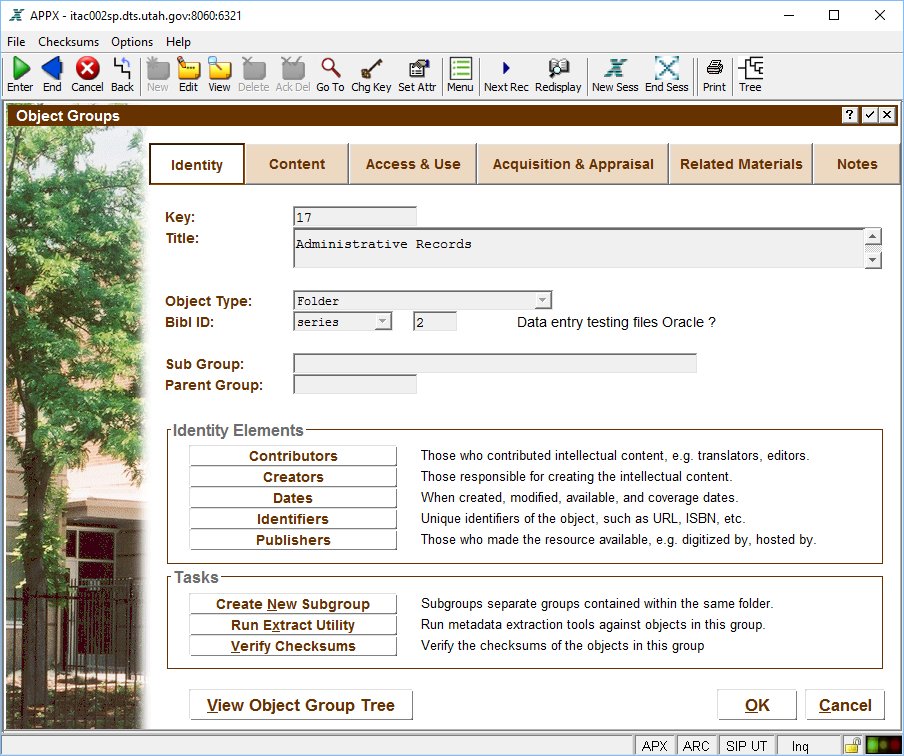 APPX - itac002sp.dts.utah.gov:8060:6321
File Checksums Options Help
Enter End Cancel Back New Edit View Delete Ack Del Go To Chg Key Set Attr Menu Next Rec Redisplay New Sess End Sess Print Tree
Object Groups
Identity Content Access & Use Acquisition & Appraisal Related Materials Notes
Key: 17
Title: Administrative Records
Object Type: Folder
Bibl ID: series 2 Data entry testing files Oracle ?
Sub Group:
Parent Group:
Identity Elements
Contributors Those who contributed intellectual content, e.g. translators, editors.
Creators Those responsible for creating the intellectual content.
Dates When created, modified, available, and coverage dates.
Identifiers Unique identifiers of the object, such as URL, ISBN, etc.
Publishers Those who made the resource available, e.g. digitized by, hosted by.
Tasks
Create New Subgroup Subgroups separate groups contained within the same folder.
Run Extract Utility Run metadata extraction tools against objects in this group.
Verify Checksums Verify the checksums of the objects in this group
View Object Group Tree OK Cancel
APX ARC SIP UT Inq